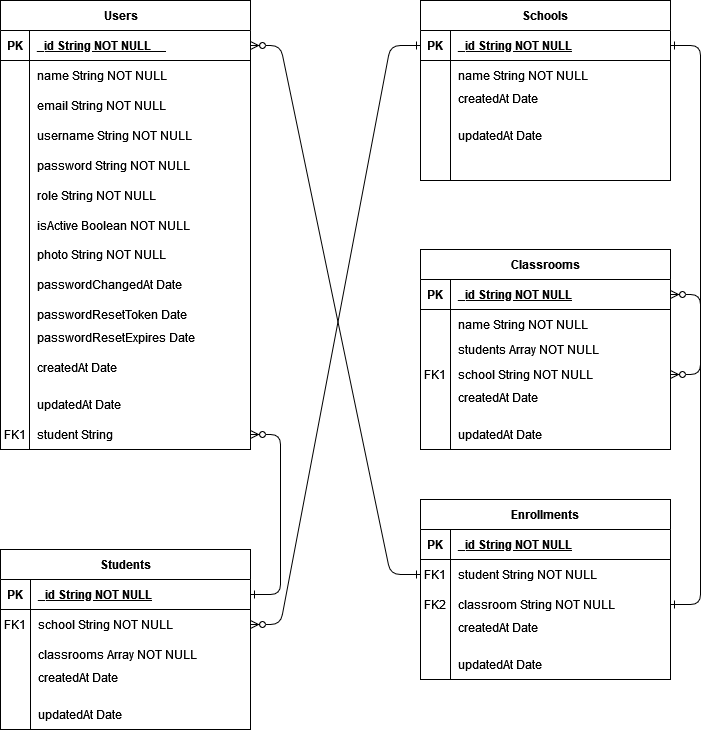 Users
PK _id String NOT NULL
name String NOT NULL
email String NOT NULL
username String NOT NULL
password String NOT NULL
role String NOT NULL
isActive Boolean NOT NULL
photo String NOT NULL
passwordChangedAt Date
passwordResetToken Date
passwordResetExpires Date
createdAt Date
updatedAt Date
FK1 student String
Schools
PK _id String NOT NULL
name String NOT NULL
createdAt Date
updatedAt Date
Classrooms
PK _id String NOT NULL
name String NOT NULL
students Array NOT NULL
FK1 school String NOT NULL
createdAt Date
updatedAt Date
Students
PK _id String NOT NULL
FK1 school String NOT NULL
classrooms Array NOT NULL
createdAt Date
updatedAt Date
Enrollments
PK _id String NOT NULL
FK1 student String NOT NULL
FK2 classroom String NOT NULL
createdAt Date
updatedAt Date